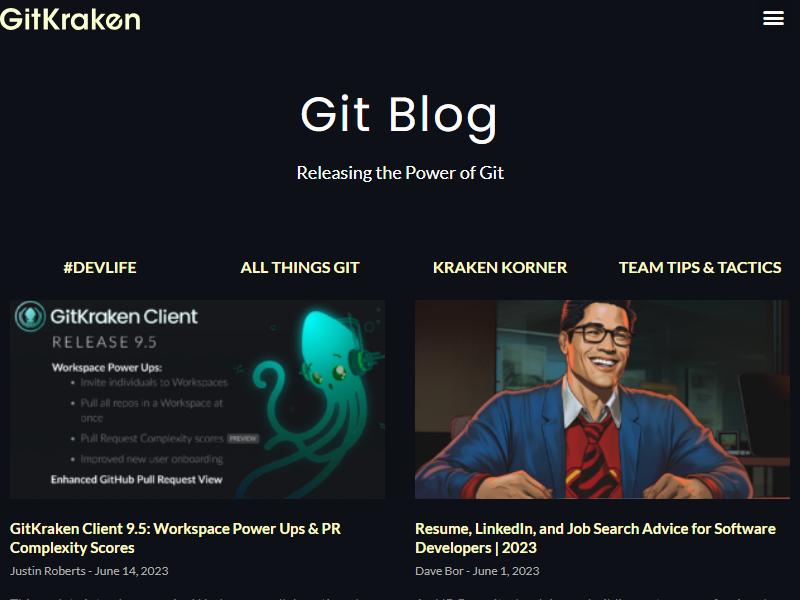 GitKraken
Git Blog
Releasing the Power of Git
#DEVLIFE
ALL THINGS GIT
KRAKEN KORNER
TEAM TIPS & TACTICS
GitKraken Client
RELEASE 9.5
Workspace Power Ups:
• Invite individuals to Workspaces
• Pull all repos in a Workspace at
once
• Pull Request Complexity scores PREVIEW
• Improved new user onboarding
Enhanced GitHub Pull Request View
GitKraken Client 9.5: Workspace Power Ups & PR
Complexity Scores
Justin Roberts - June 14, 2023
Resume, LinkedIn, and Job Search Advice for Software
Developers | 2023
Dave Bor - June 1, 2023